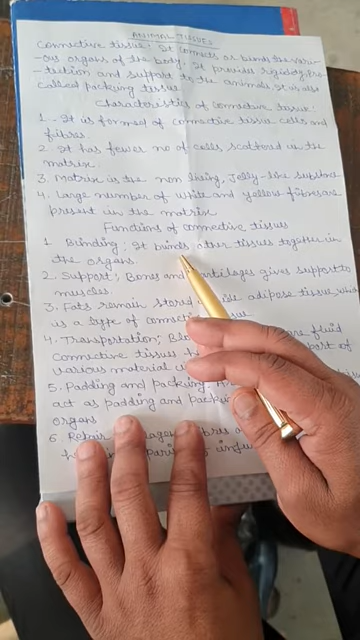 ANIMAL TISSUES
Connective tissue: It connects or binds the vari-
-ous organs of the body. It provides rigidity, pro-
-tection and support to the animals. It is also
called packing tissue
Characteristics of connective tissue:
1. It is formed of connective tissue cells and
fibres.
2 It has fewer no of cells scattered in the
matrix.
3. Matrix is the non living, Jelly-like substance
4. Large number of white and yellow fibres are
present in the matrix
Functions of connective tissues
1 Binding; It binds other tissues together in
the organs.
2. Support; Bones and cartilages gives support to
muscles.
3. Fats remain stored adipose tissue, which
is a type of connective
4. Transportation; are fluid
connective tissues of
various material
5. Padding and packing.
act as padding and packing
organs
6 Repair